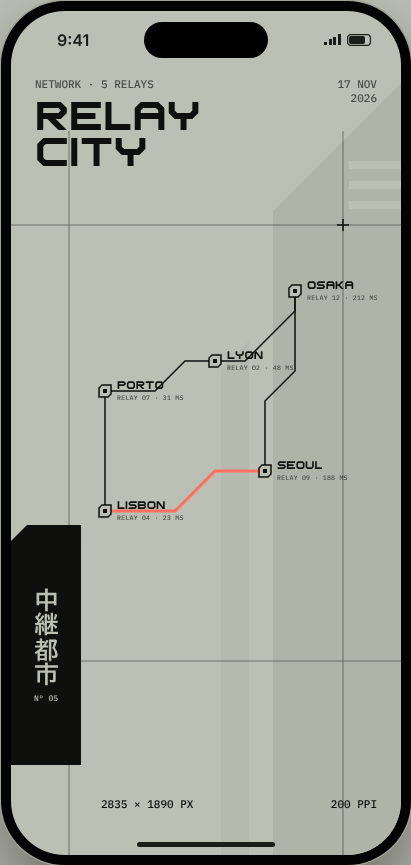 9:41
NETWORK · 5 RELAYS
17 NOV
2026
RELAY
CITY
OSAKA
RELAY 12 · 212 MS
LYON
RELAY 02 · 48 MS
PORTO
RELAY 07 · 31 MS
SEOUL
RELAY 09 · 188 MS
LISBON
RELAY 04 · 23 MS
中継都市
Nº 05
2835 × 1890 PX
200 PPI